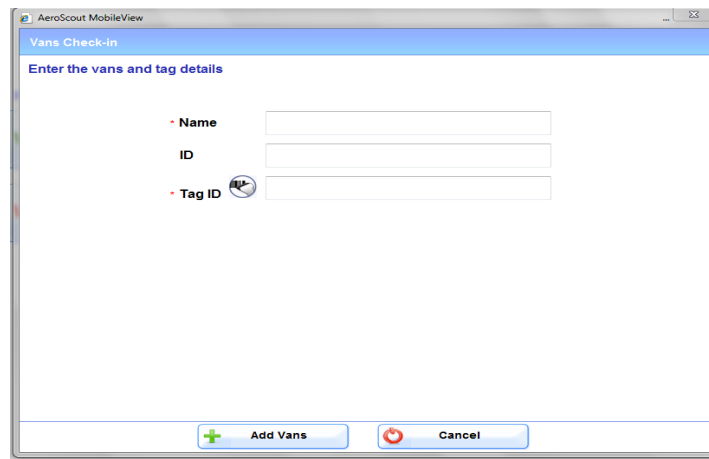 AeroScout MobileView
Vans Check-in
Enter the vans and tag details
* Name
ID
* Tag ID
Add Vans Cancel